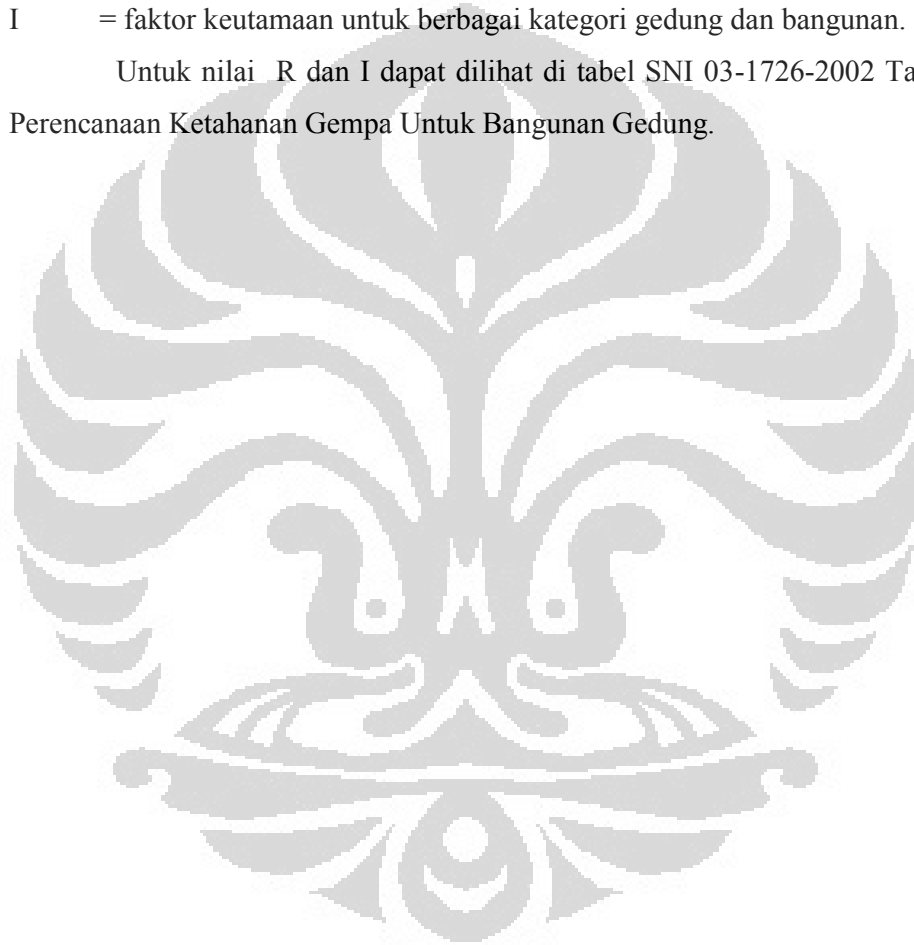 I = faktor keutamaan untuk berbagai kategori gedung dan bangunan.
Untuk nilai R dan I dapat dilihat di tabel SNI 03-1726-2002 Ta
Perencanaan Ketahanan Gempa Untuk Bangunan Gedung.